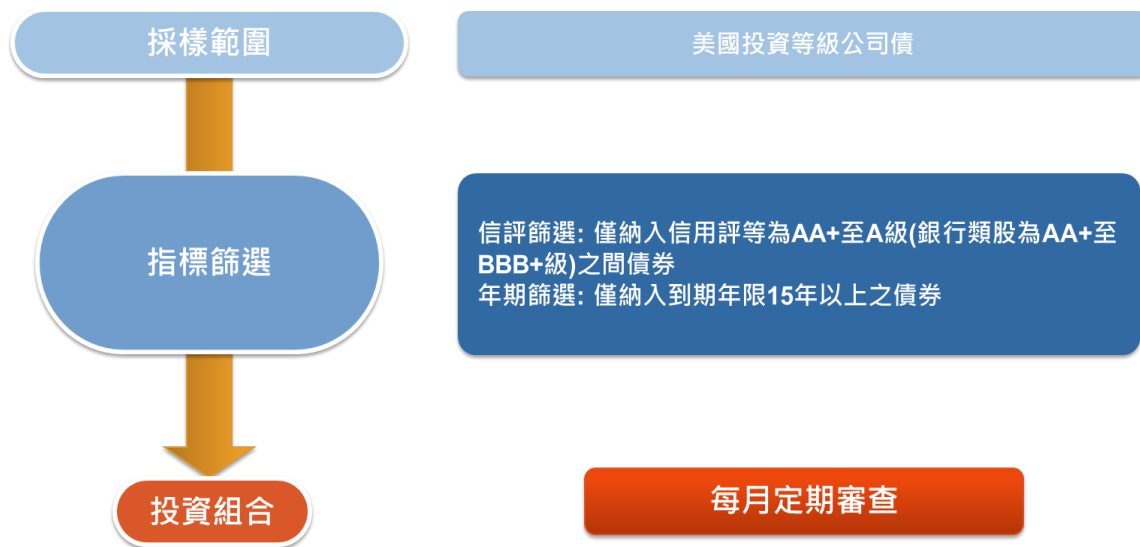 採樣範圍
美國投資等級公司債
指標篩選
信評篩選: 僅納入信用評等為AA+至A級(銀行類股為AA+至
BBB+級)之間債券
年期篩選: 僅納入到期年限15年以上之債券
投資組合
每月定期審查